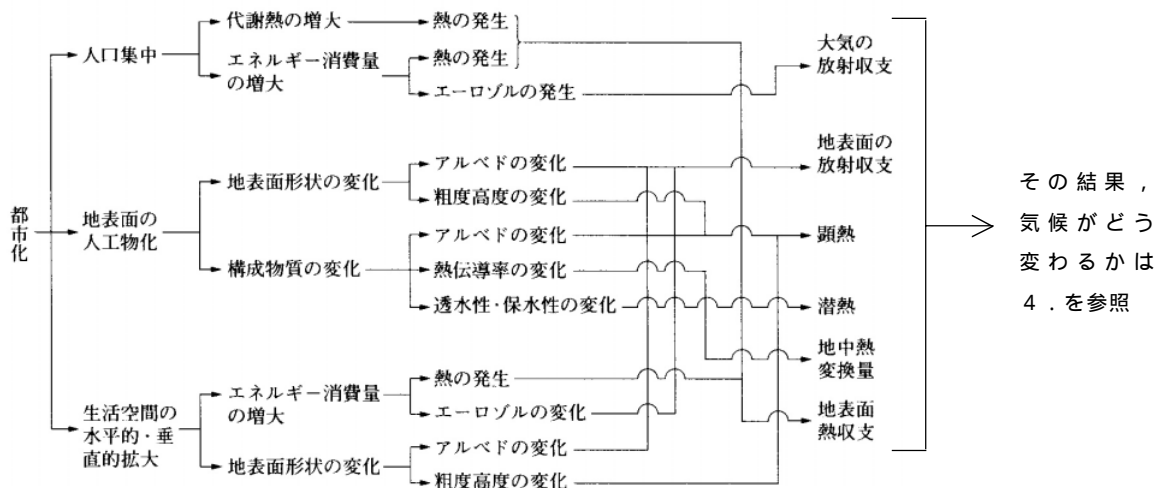 都市化
人口集中
代謝熱の増大
熱の発生
エネルギー消費量
の増大
熱の発生
エーロゾルの発生
地表面の
人工物化
地表面形状の変化
アルベドの変化
粗度高度の変化
構成物質の変化
アルベドの変化
熱伝導率の変化
透水性・保水性の変化
生活空間の
水平的・垂
直的拡大
エネルギー消費量
の増大
熱の発生
エーロゾルの変化
地表面形状の変化
アルベドの変化
粗度高度の変化
大気の
放射収支
地表面の
放射収支
顕熱
潜熱
地中熱
変換量
地表面
熱収支
その結果，
気候がどう
変わるかは
４．を参照